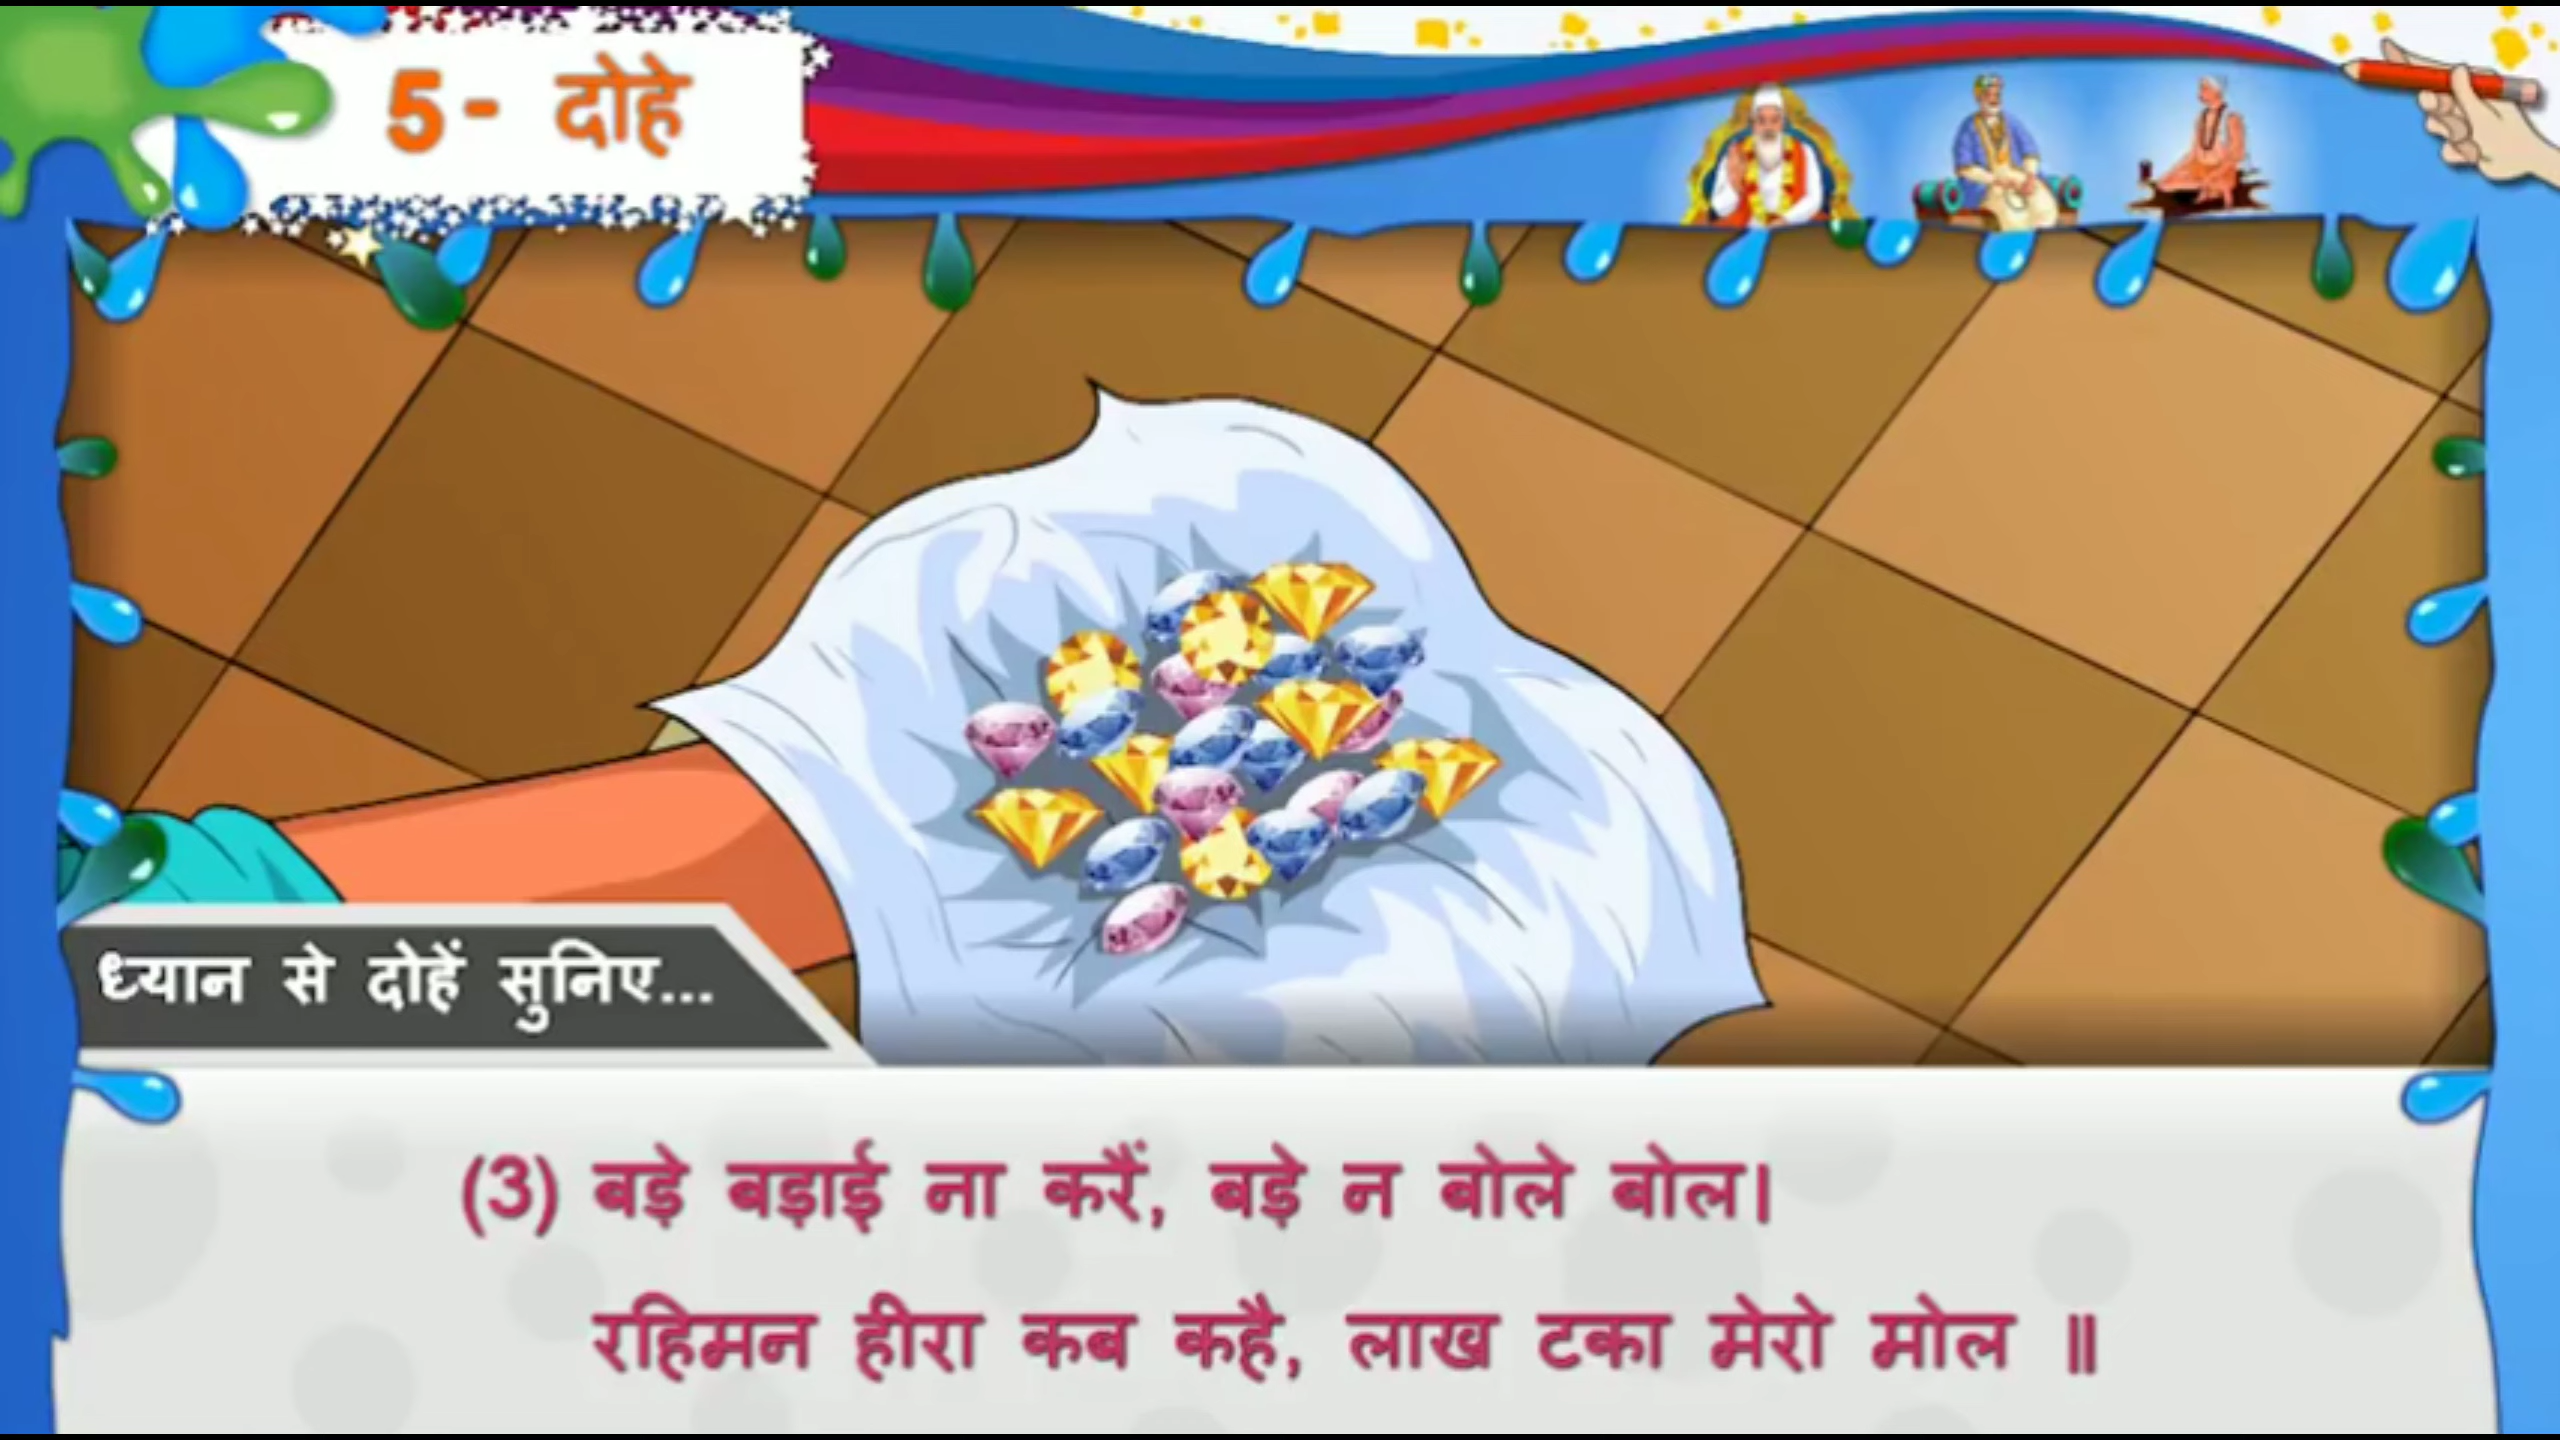 5- दोहे
ध्यान से दोहें सुनिए...
(3) बड़े बड़ाई ना करैं, बड़े न बोले बोल।
रहिमन हीरा कब कहै, लाख टका मेरो मोल ॥